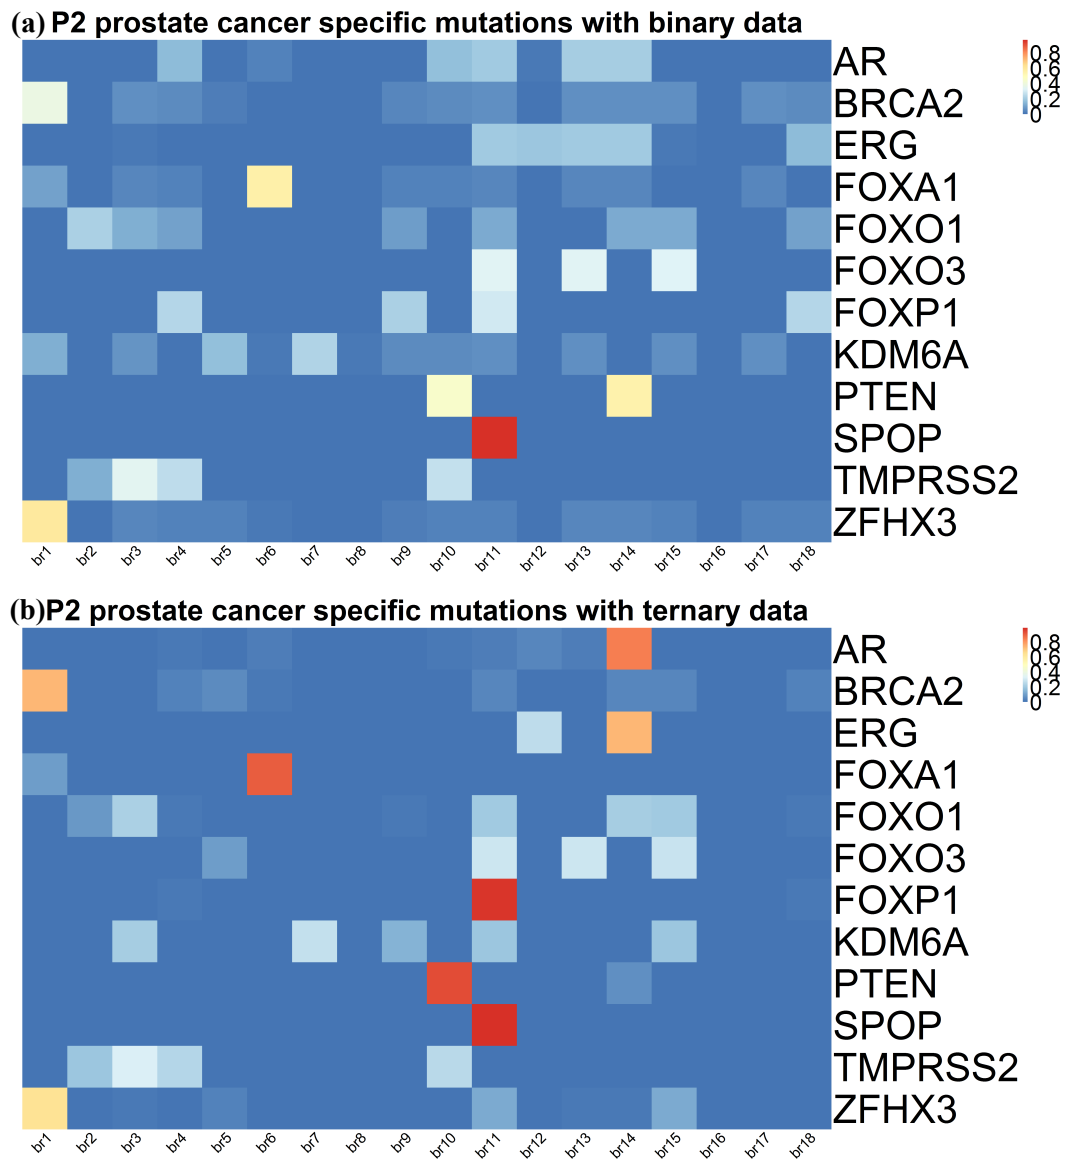 (a) P2 prostate cancer specific mutations with binary data
AR
BRCA2
ERG
FOXA1
FOXO1
FOXO3
FOXP1
KDM6A
PTEN
SPOP
TMPRSS2
ZFHX3
0.8
0.6
0.4
0.2
0
br1 br2 br3 br4 br5 br6 br7 br8 br9 br10 br11 br12 br13 br14 br15 br16 br17 br18
(b)P2 prostate cancer specific mutations with ternary data
AR
BRCA2
ERG
FOXA1
FOXO1
FOXO3
FOXP1
KDM6A
PTEN
SPOP
TMPRSS2
ZFHX3
0.8
0.6
0.4
0.2
0
br1 br2 br3 br4 br5 br6 br7 br8 br9 br10 br11 br12 br13 br14 br15 br16 br17 br18